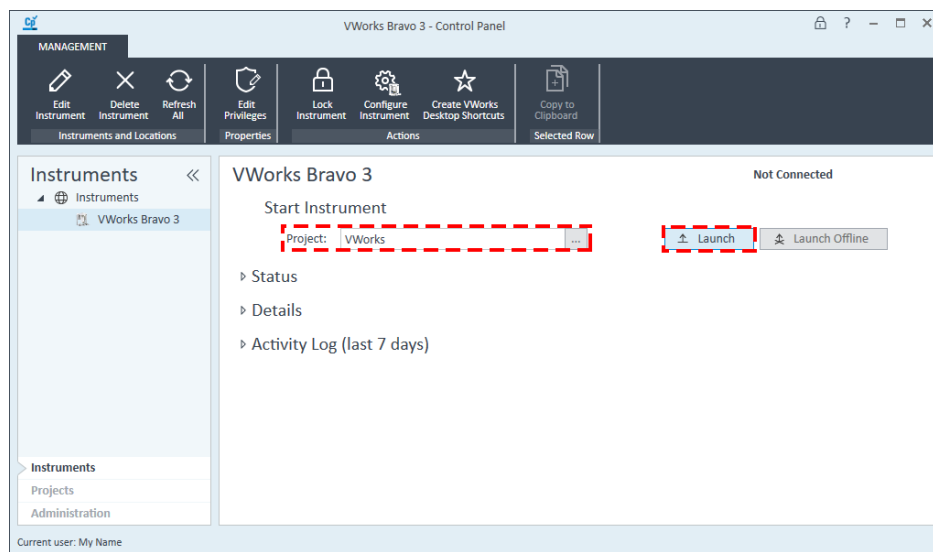 VWorks Bravo 3 - Control Panel
MANAGEMENT
Edit Instrument
Delete Instrument
Refresh All
Edit Privileges
Lock Instrument
Configure Instrument
Create VWorks Desktop Shortcuts
Copy to Clipboard
Instruments and Locations
Properties
Actions
Selected Row
Instruments
Instruments
VWorks Bravo 3
VWorks Bravo 3
Not Connected
Start Instrument
Project: VWorks ...
Launch
Launch Offline
Status
Details
Activity Log (last 7 days)
Instruments
Projects
Administration
Current user: My Name